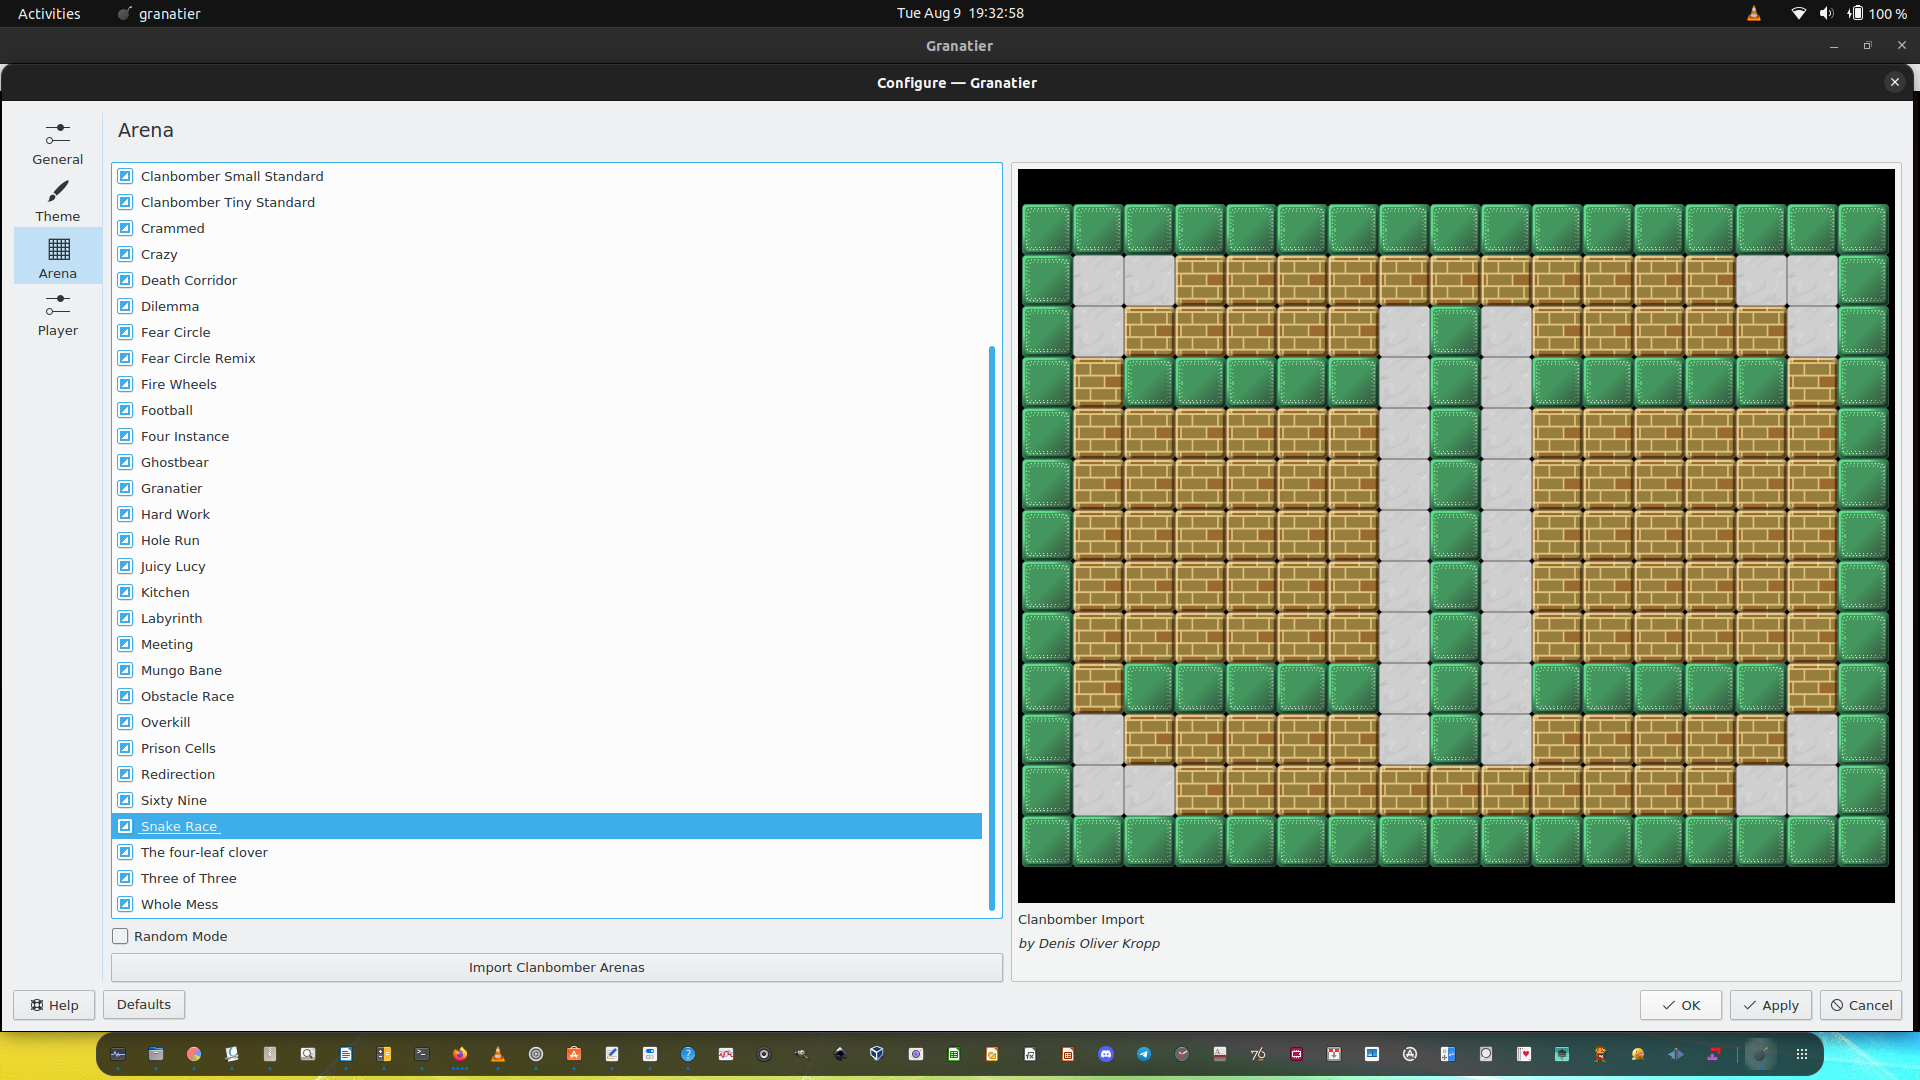 Activities
granatier
Tue Aug 9 19:32:58
100 %
Granatier
Configure — Granatier
General
Theme
Arena
Player
Arena
Clanbomber Small Standard
Clanbomber Tiny Standard
Crammed
Crazy
Death Corridor
Dilemma
Fear Circle
Fear Circle Remix
Fire Wheels
Football
Four Instance
Ghostbear
Granatier
Hard Work
Hole Run
Juicy Lucy
Kitchen
Labyrinth
Meeting
Mungo Bane
Obstacle Race
Overkill
Prison Cells
Redirection
Sixty Nine
Snake Race
The four-leaf clover
Three of Three
Whole Mess
Random Mode
Import Clanbomber Arenas
Clanbomber Import
by Denis Oliver Kropp
Help
Defaults
OK
Apply
Cancel